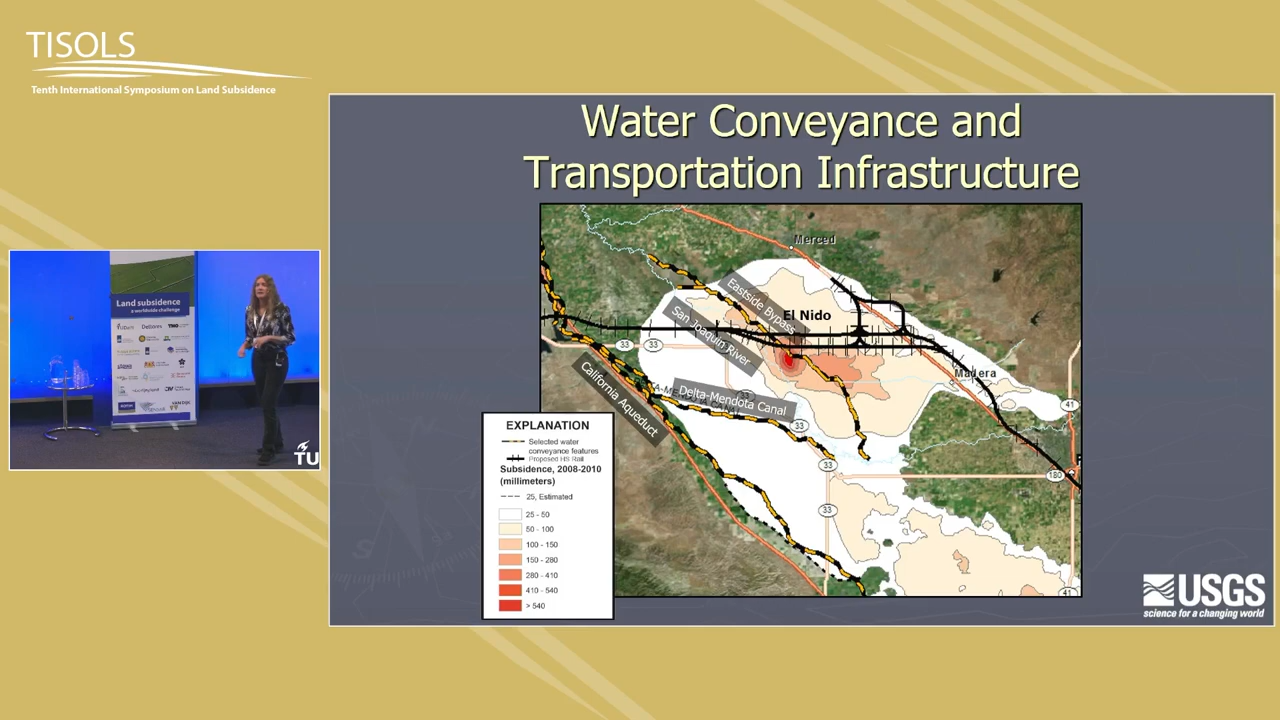 TISOLS
Tenth International Symposium on Land Subsidence
Water Conveyance and
Transportation Infrastructure
Merced
Eastside Bypass
El Nido
San Joaquin River
33
33
Madera
California Aqueduct
Delta-Mendota Canal
41
33
33
180
33
41
EXPLANATION
Selected water
conveyance features
Proposed HS Rail
Subsidence, 2008-2010
(millimeters)
25, Estimated
25 - 50
50 - 100
100 - 150
150 - 280
280 - 410
410 - 540
> 540
USGS
science for a changing world
Land subsidence
a worldwide challenge
Deltares
TNO
TU